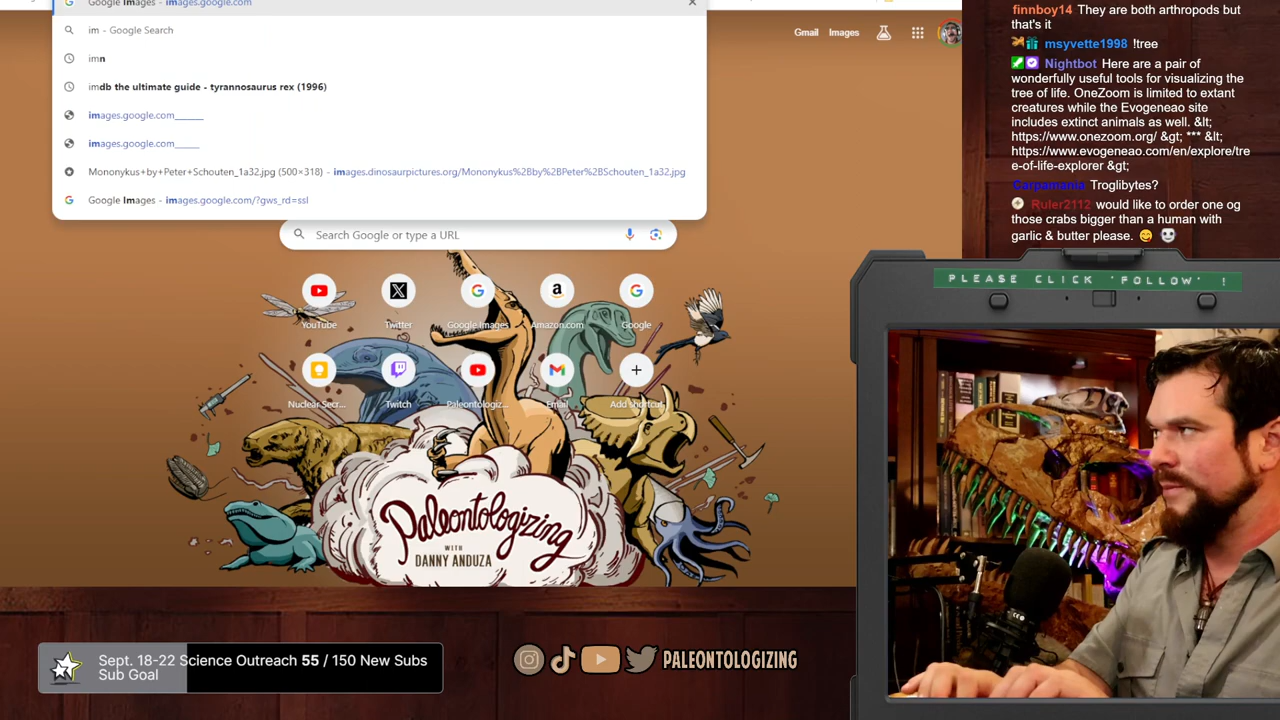 Google Images - images.google.com
im - Google Search
imn
imdb the ultimate guide - tyrannosaurus rex (1996)
images.google.com______
images.google.com_____
Mononykus+by+Peter+Schouten_1a32.jpg (500×318) - images.dinosaurpictures.org/Mononykus%2Bby%2BPeter%2BSchouten_1a32.jpg
Google Images - images.google.com/?gws_rd=ssl
Gmail Images
Search Google or type a URL
YouTube
Twitter
Google Images
Amazon.com
Google
Nuclear Secr...
Twitch
Paleontologiz...
Email
Add shortcut
Paleontologizing
WITH
DANNY ANDUZA
finnboy14 They are both arthropods but
that's it
msyvette1998 !tree
Nightbot Here are a pair of
wonderfully useful tools for visualizing the
tree of life. OneZoom is limited to extant
creatures while the Evogeneao site
includes extinct animals as well. &lt;
https://www.onezoom.org/ &gt; *** &lt;
https://www.evogeneao.com/en/explore/tre
e-of-life-explorer &gt;
Carpamania Troglibytes?
Ruler2112 would like to order one og
those crabs bigger than a human with
garlic & butter please.
PLEASE CLICK 'FOLLOW' !
Sept. 18-22 Science Outreach 55 / 150 New Subs
Sub Goal
PALEONTOLOGIZING